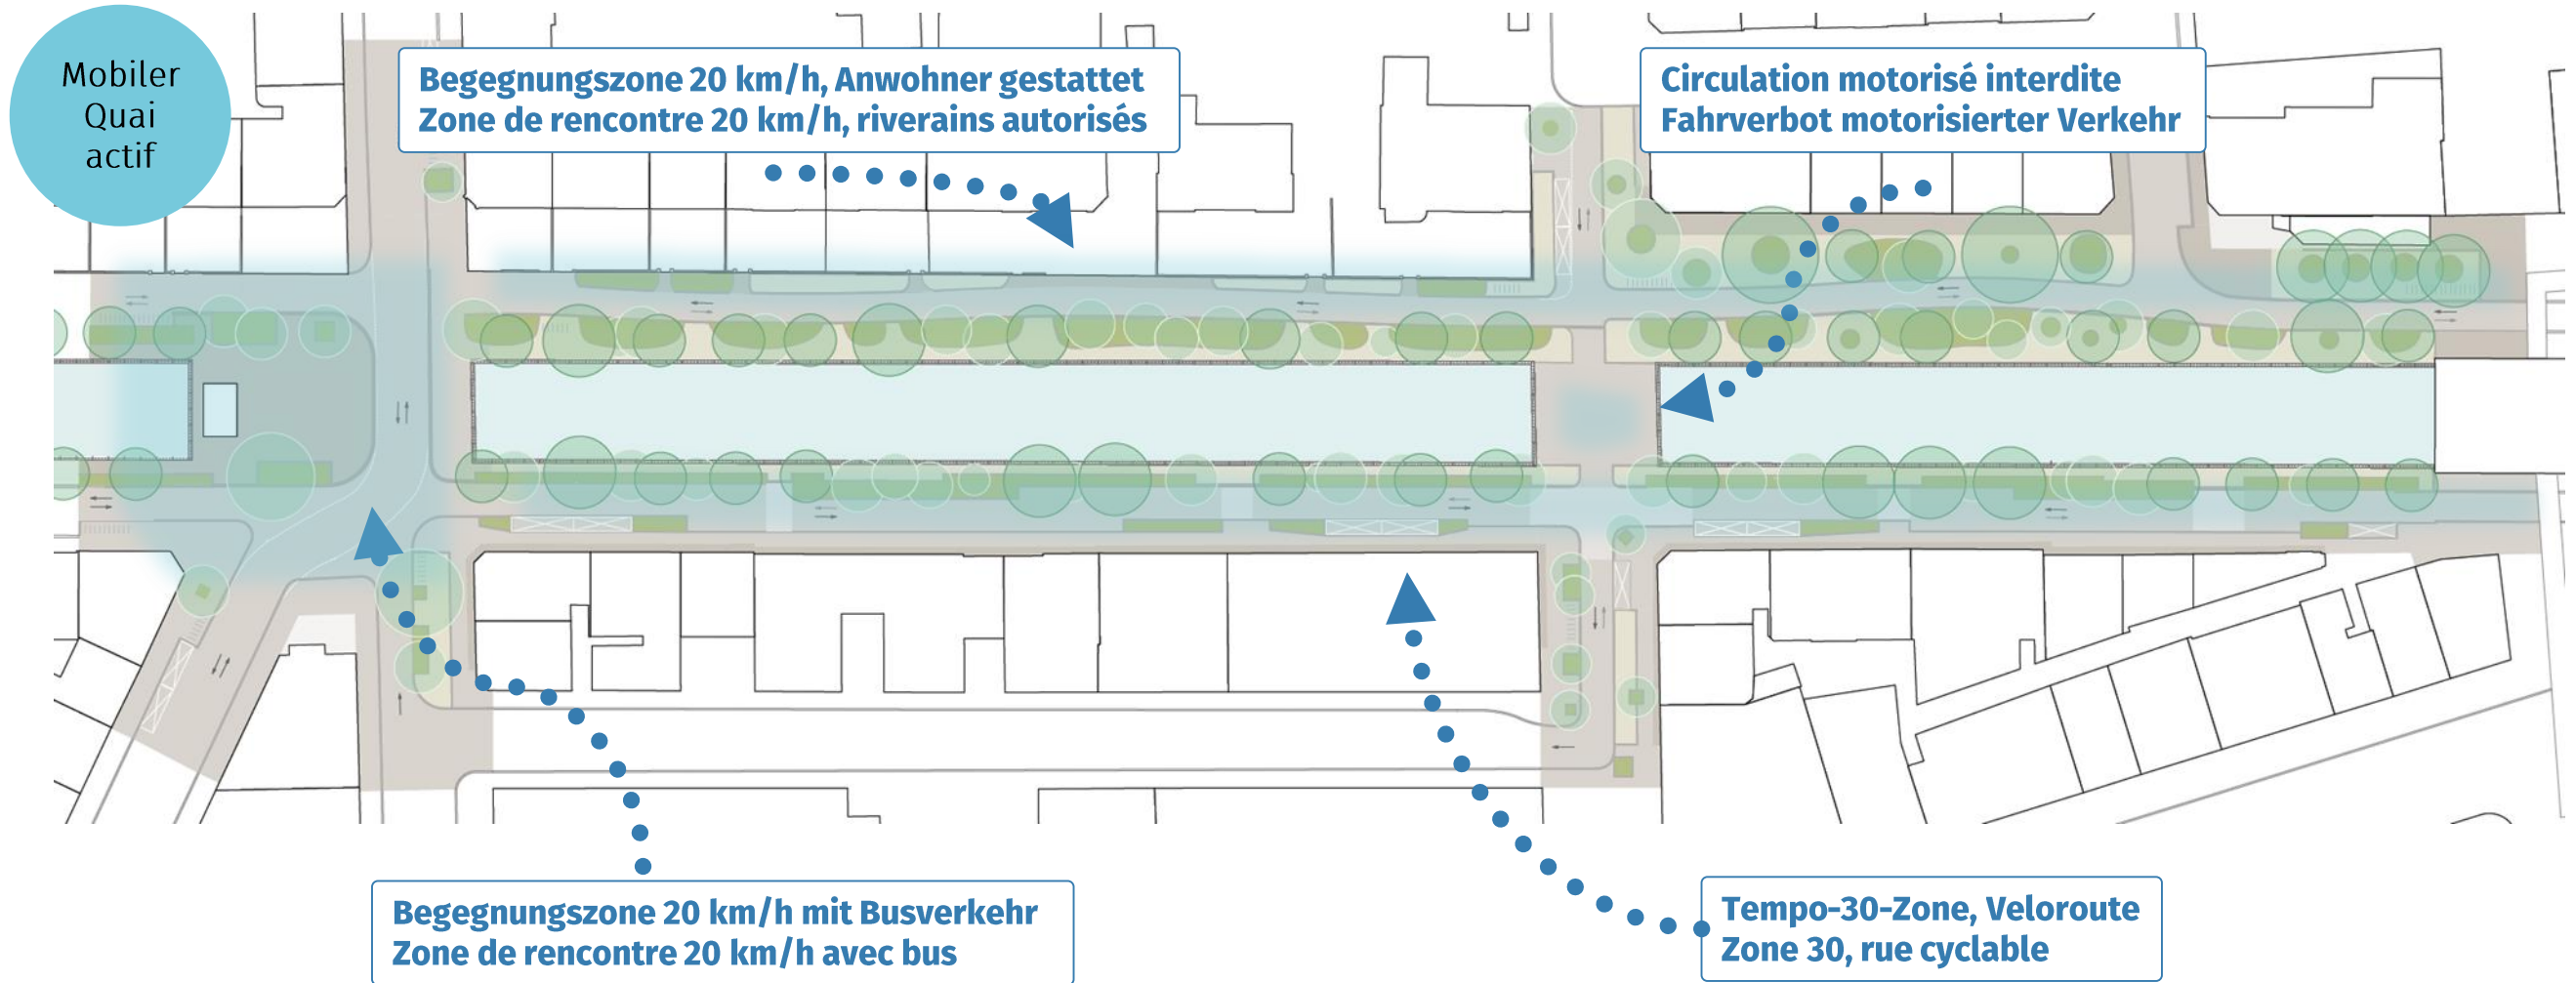 Mobiler
Quai
actif
Begegnungszone 20 km/h, Anwohner gestattet
Zone de rencontre 20 km/h, riverains autorisés
Circulation motorisé interdite
Fahrverbot motorisierter Verkehr
Begegnungszone 20 km/h mit Busverkehr
Zone de rencontre 20 km/h avec bus
Tempo-30-Zone, Veloroute
Zone 30, rue cyclable